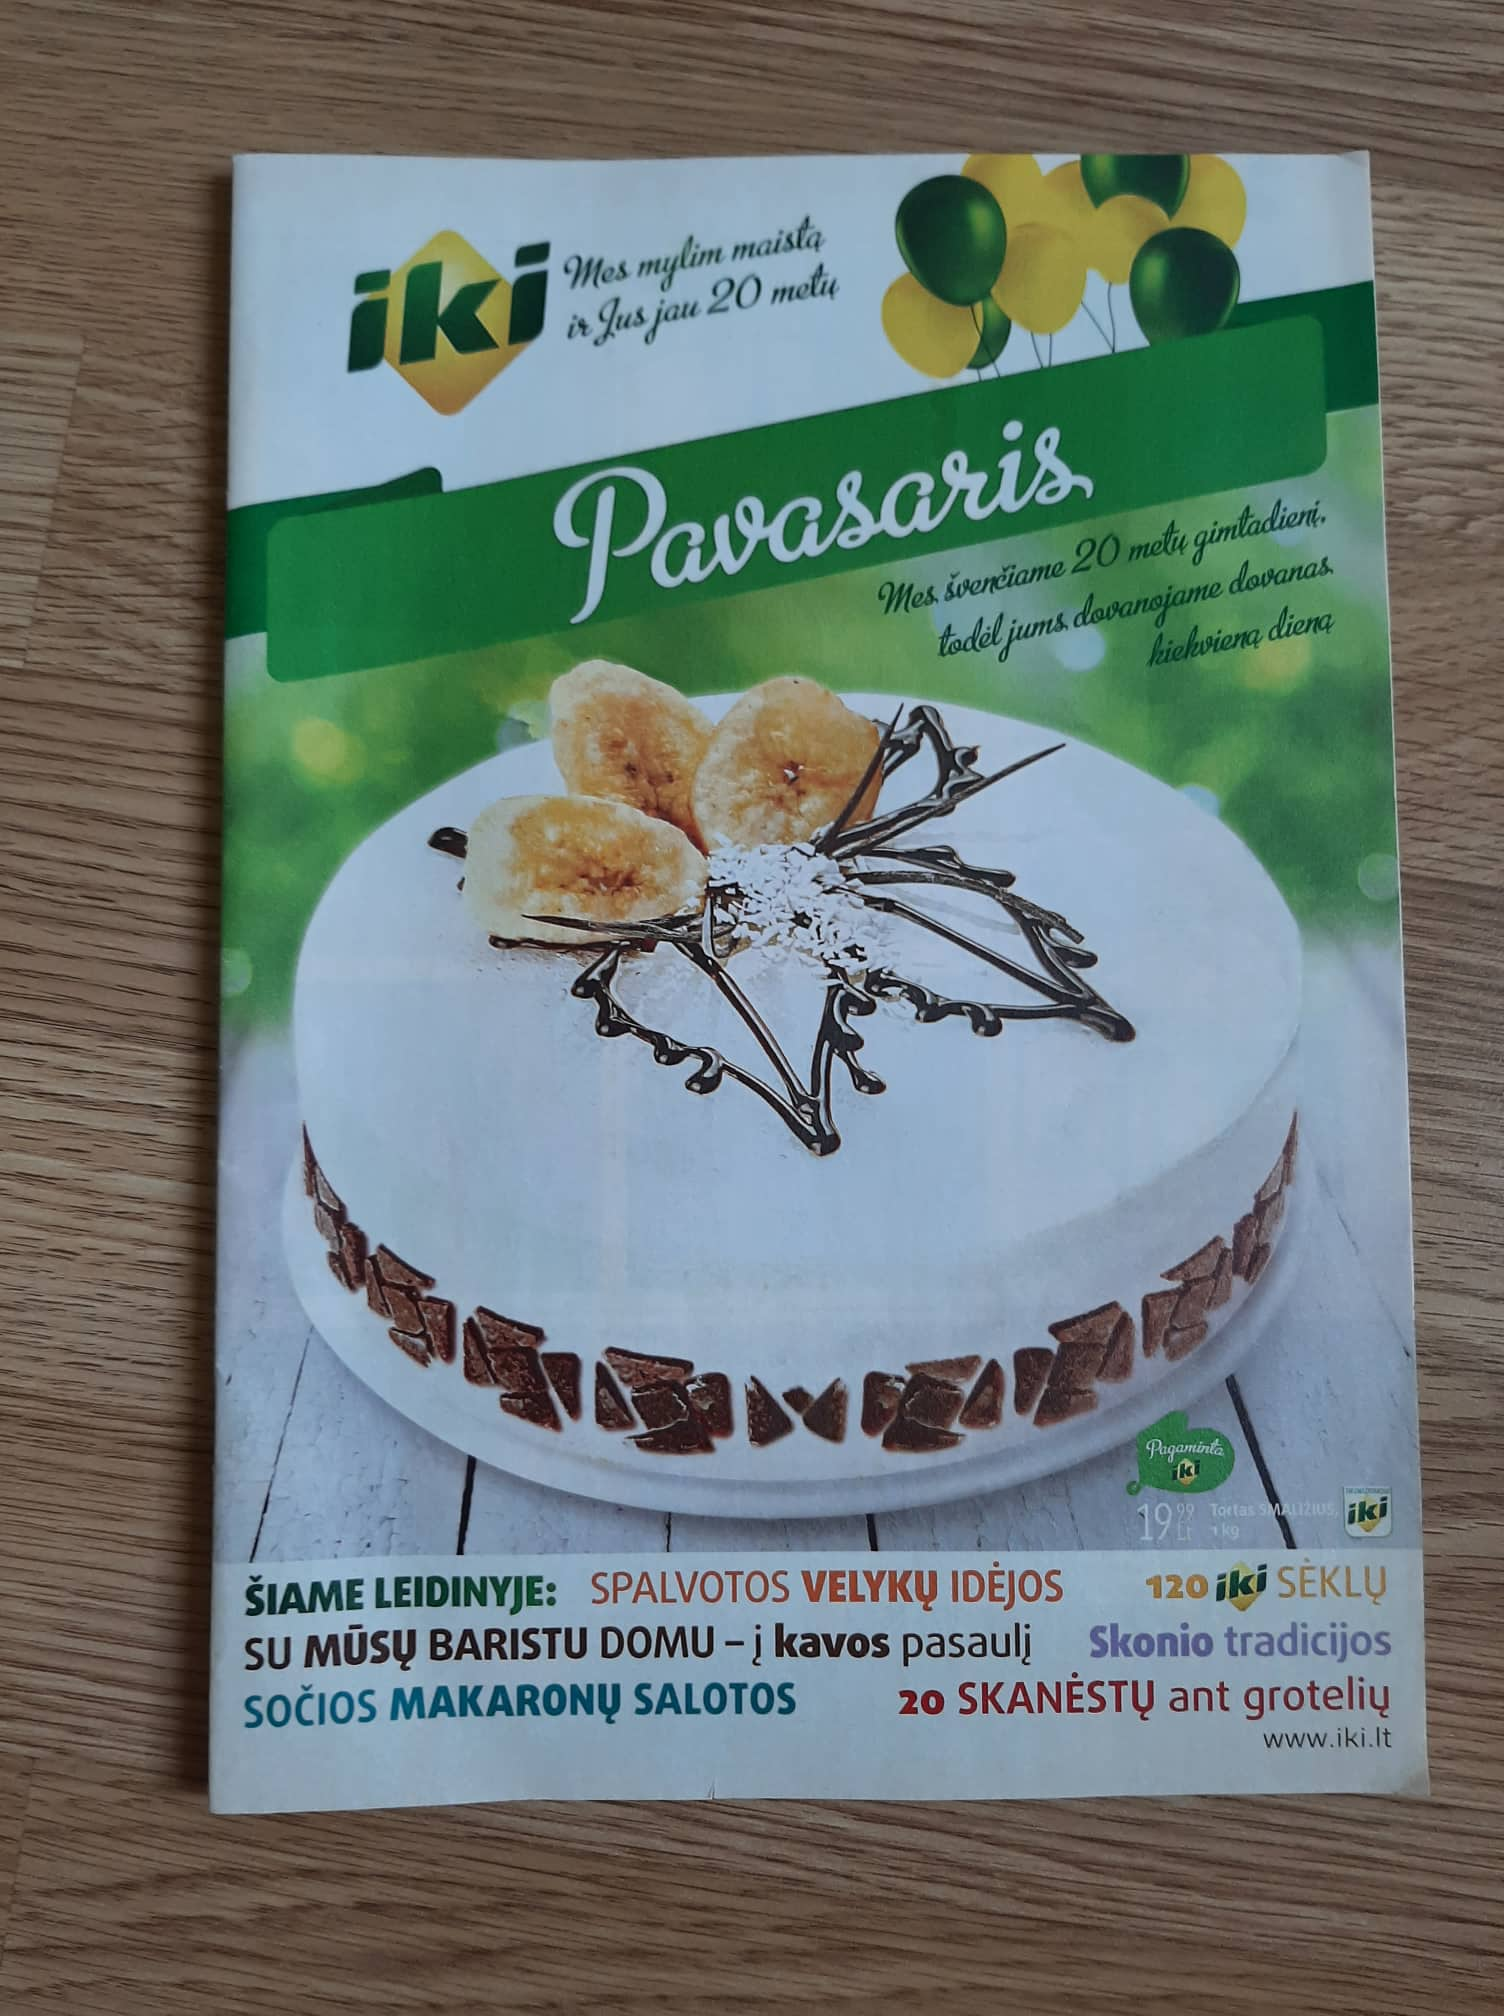 iki
Mes mylim maistą
ir Jus jau 20 metų
Pavasaris
Mes švenčiame 20 metų gimtadienį,
todėl jums dovanojame dovanas
kiekvieną dieną
Pagaminta
iki
19 99 Lt
Tortas SMALIŽIUS,
1 kg
iki
ŠIAME LEIDINYJE: SPALVOTOS VELYKŲ IDĖJOS 120 iki SĖKLŲ
SU MŪSŲ BARISTU DOMU – į kavos pasaulį Skonio tradicijos
SOČIOS MAKARONŲ SALOTOS 20 SKANĖSTŲ ant grotelių
www.iki.lt